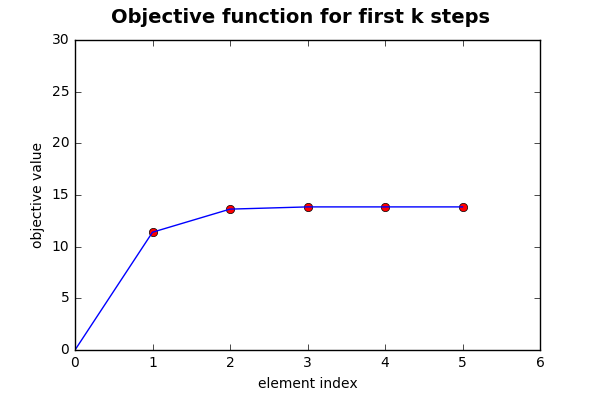 Objective function for first k steps
30
25
20
15
10
5
0
objective value
0 1 2 3 4 5 6
element index